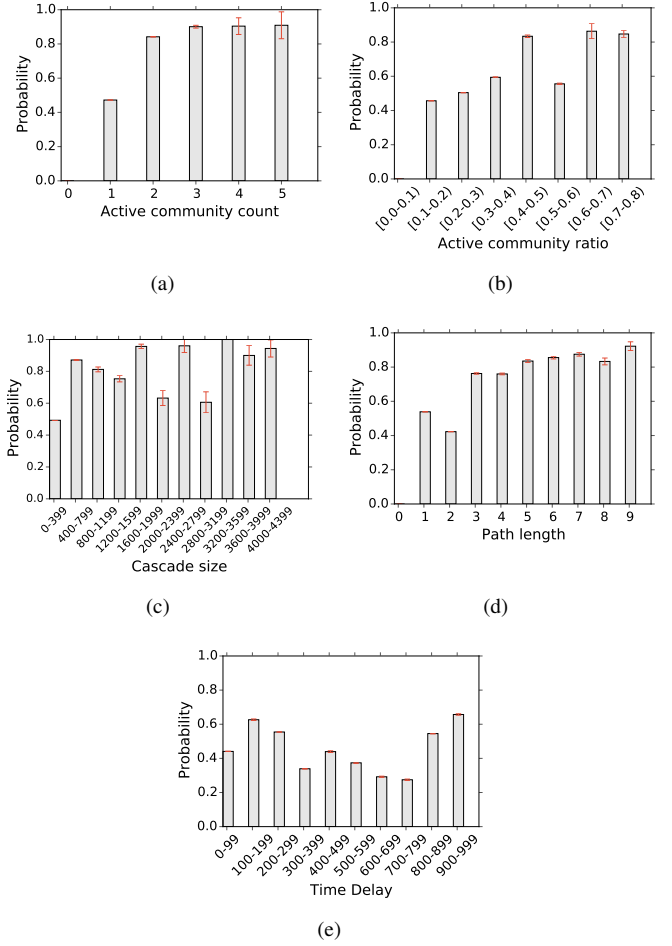 1.0
0.8
0.6
0.4
0.2
0.0
Probability
0 1 2 3 4 5
Active community count
(a)
1.0
0.8
0.6
0.4
0.2
0.0
Probability
[0.0-0.1) [0.1-0.2) [0.2-0.3) [0.3-0.4) [0.4-0.5) [0.5-0.6) [0.6-0.7) [0.7-0.8)
Active community ratio
(b)
1.0
0.8
0.6
0.4
0.2
0.0
Probability
0-399 400-799 800-1199 1200-1599 1600-1999 2000-2399 2400-2799 2800-3199 3200-3599 3600-3999 4000-4399
Cascade size
(c)
1.0
0.8
0.6
0.4
0.2
0.0
Probability
0 1 2 3 4 5 6 7 8 9
Path length
(d)
1.0
0.8
0.6
0.4
0.2
0.0
Probability
0-99 100-199 200-299 300-399 400-499 500-599 600-699 700-799 800-899 900-999
Time Delay
(e)